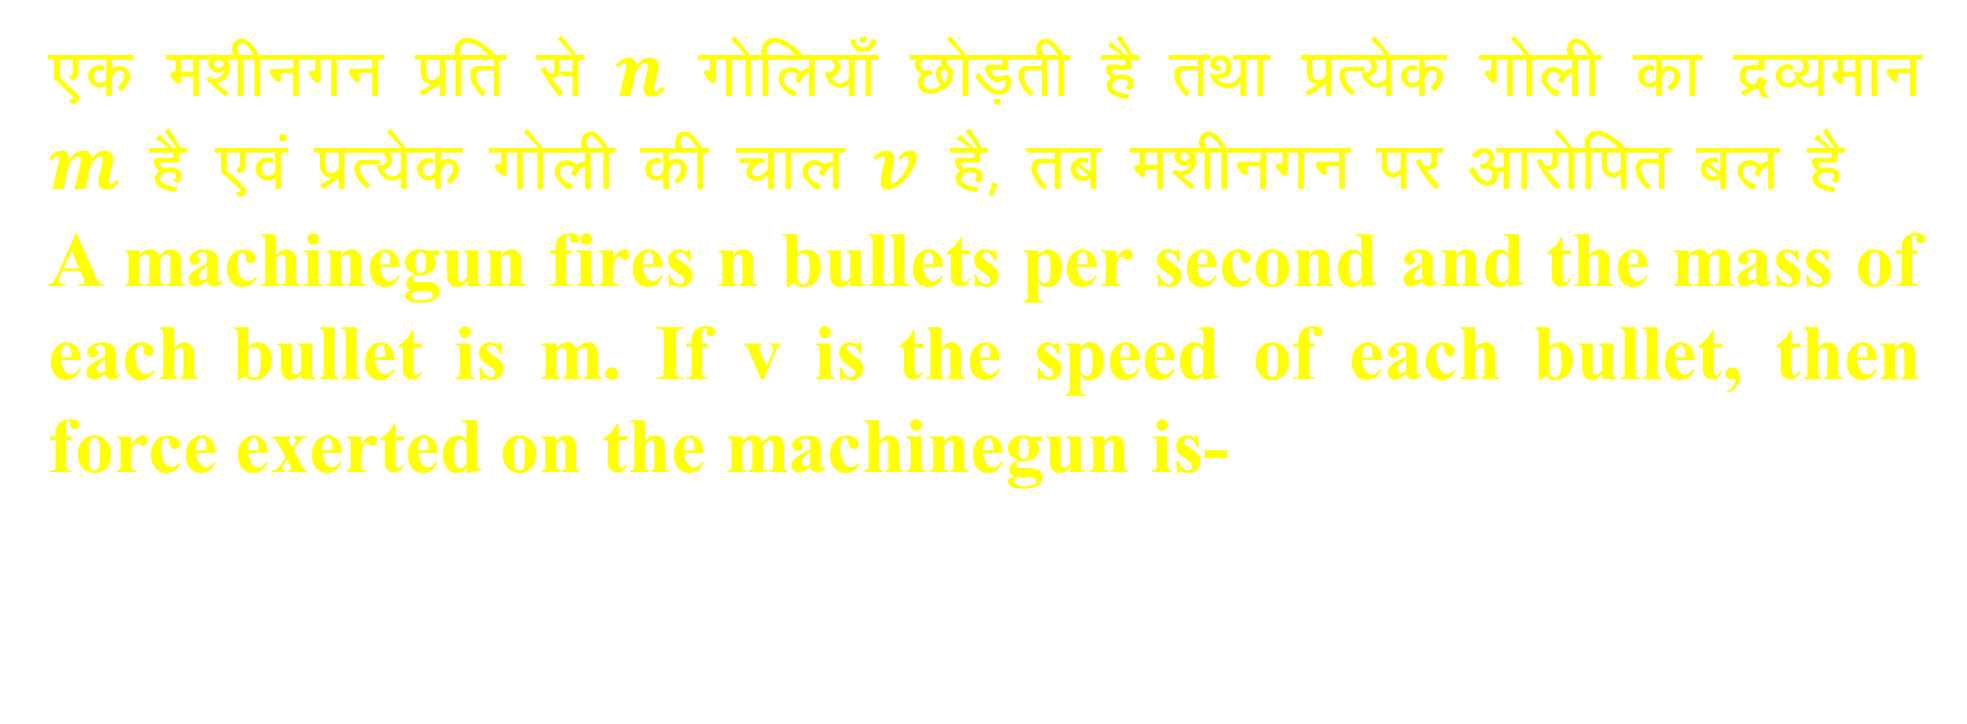 एक मशीनगन प्रति से n गोलियाँ छोड़ती है तथा प्रत्येक गोली का द्रव्यमान
m है एवं प्रत्येक गोली की चाल v है, तब मशीनगन पर आरोपित बल है
A machinegun fires n bullets per second and the mass of
each bullet is m. If v is the speed of each bullet, then
force exerted on the machinegun is-